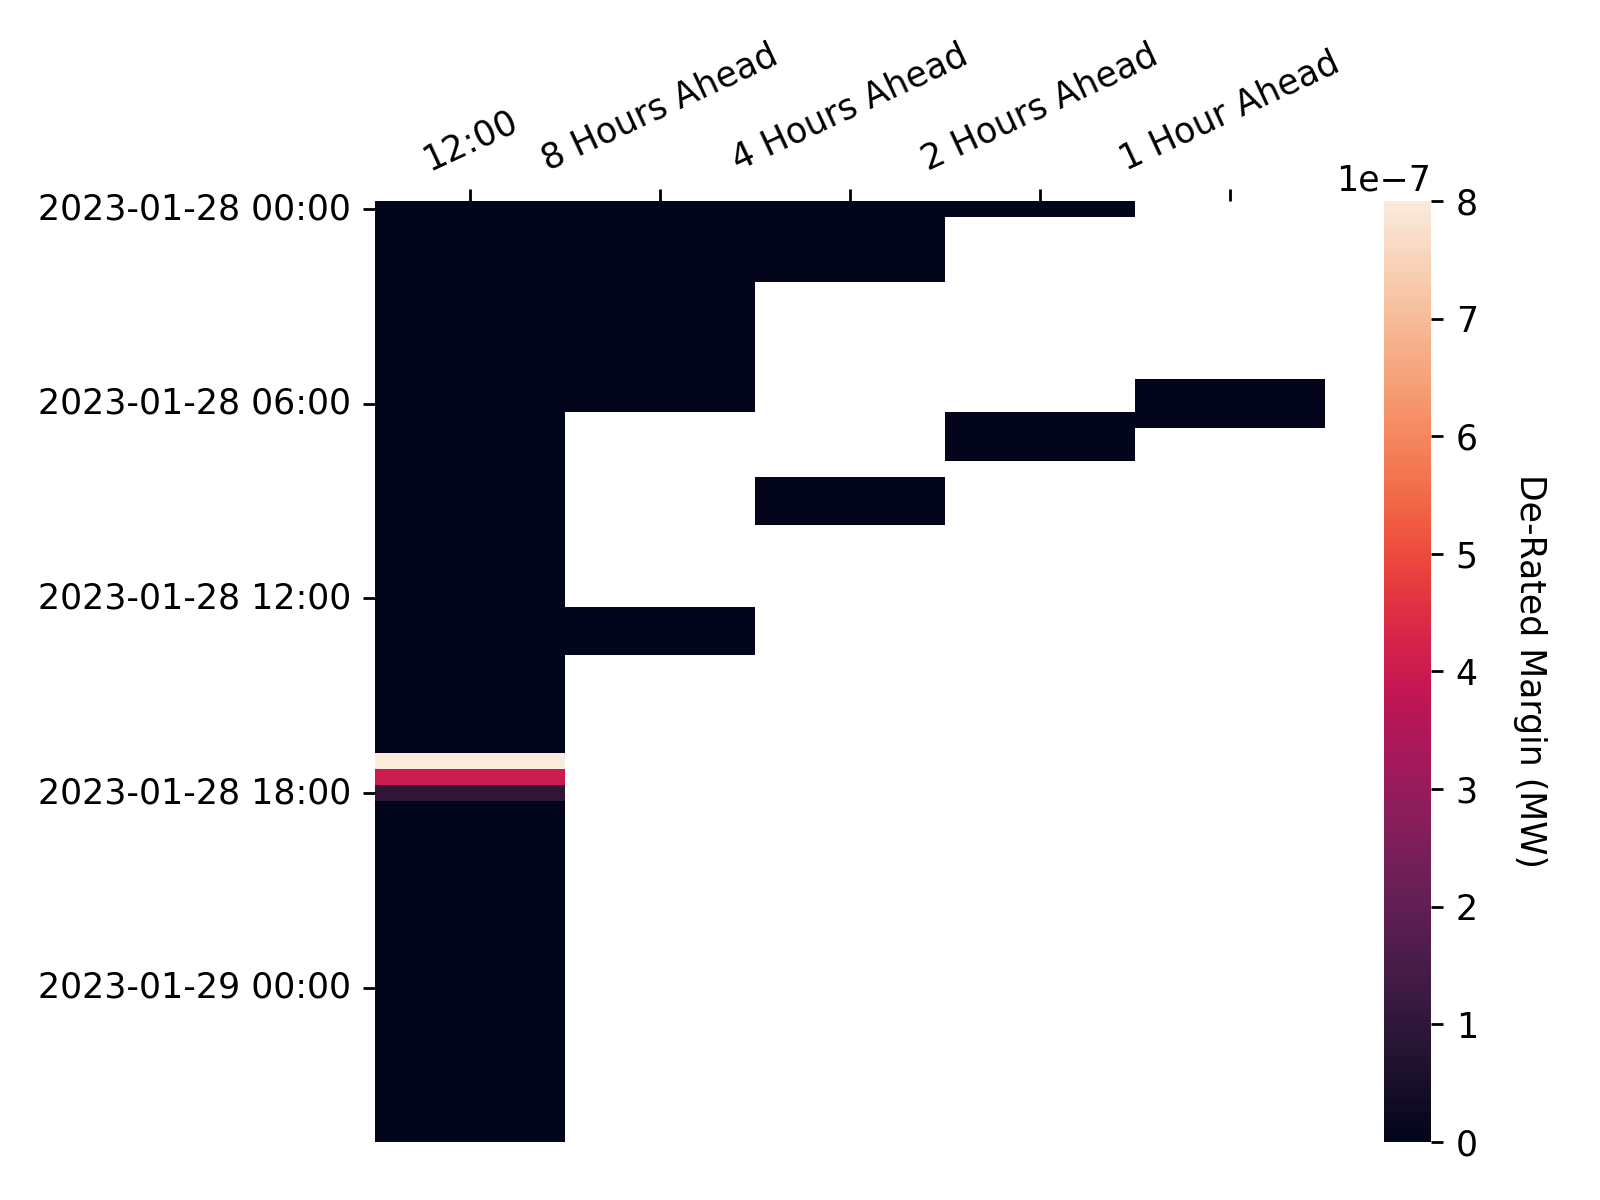 12:00
8 Hours Ahead
4 Hours Ahead
2 Hours Ahead
1 Hour Ahead
2023-01-28 00:00
2023-01-28 06:00
2023-01-28 12:00
2023-01-28 18:00
2023-01-29 00:00
1e−7
8
7
6
5
4
3
2
1
0
De-Rated Margin (MW)